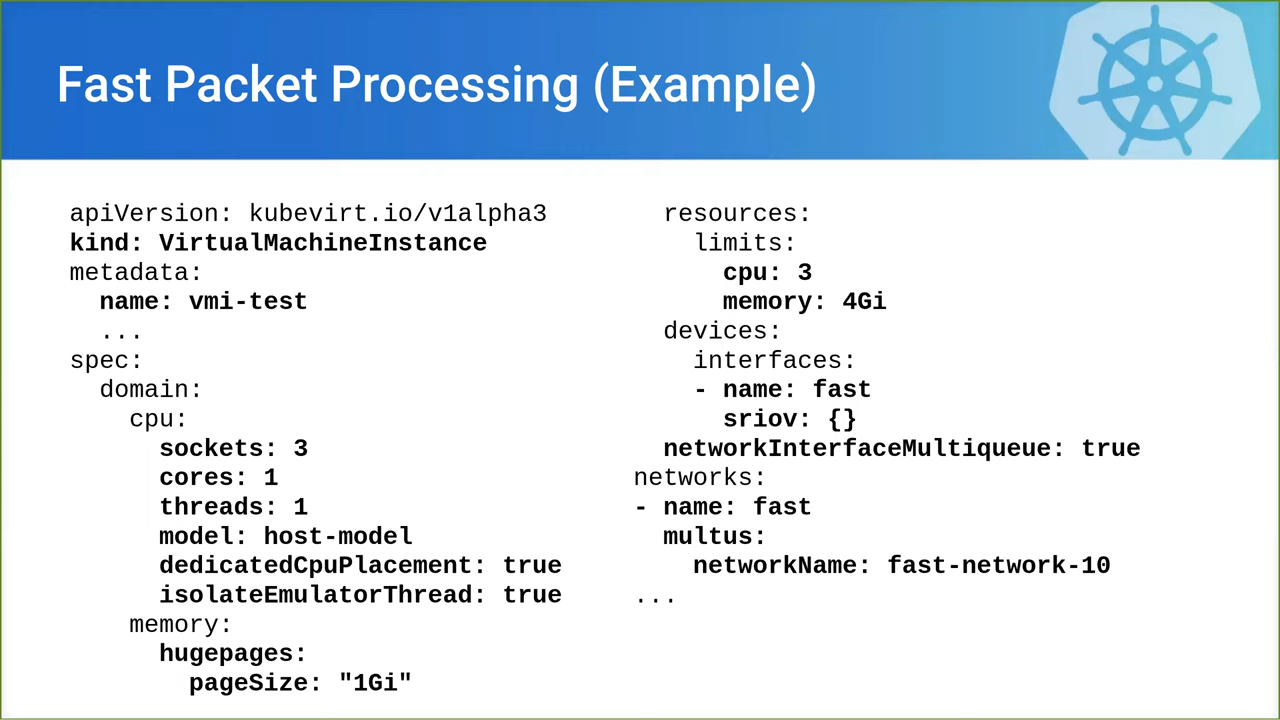 Fast Packet Processing (Example)
apiVersion: kubevirt.io/v1alpha3
kind: VirtualMachineInstance
metadata:
  name: vmi-test
  ...
spec:
  domain:
    cpu:
      sockets: 3
      cores: 1
      threads: 1
      model: host-model
      dedicatedCpuPlacement: true
      isolateEmulatorThread: true
    memory:
      hugepages:
        pageSize: "1Gi"
  resources:
    limits:
      cpu: 3
      memory: 4Gi
  devices:
    interfaces:
    - name: fast
      sriov: {}
  networkInterfaceMultiqueue: true
networks:
- name: fast
  multus:
    networkName: fast-network-10
...